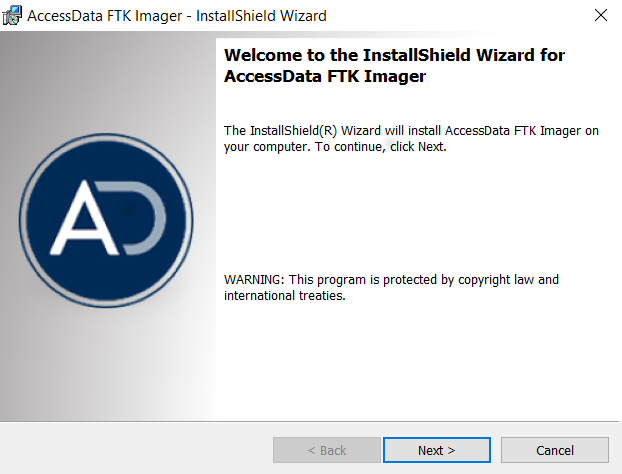 AccessData FTK Imager - InstallShield Wizard
Welcome to the InstallShield Wizard for
AccessData FTK Imager
The InstallShield(R) Wizard will install AccessData FTK Imager on
your computer. To continue, click Next.
AD
WARNING: This program is protected by copyright law and
international treaties.
< Back
Next >
Cancel